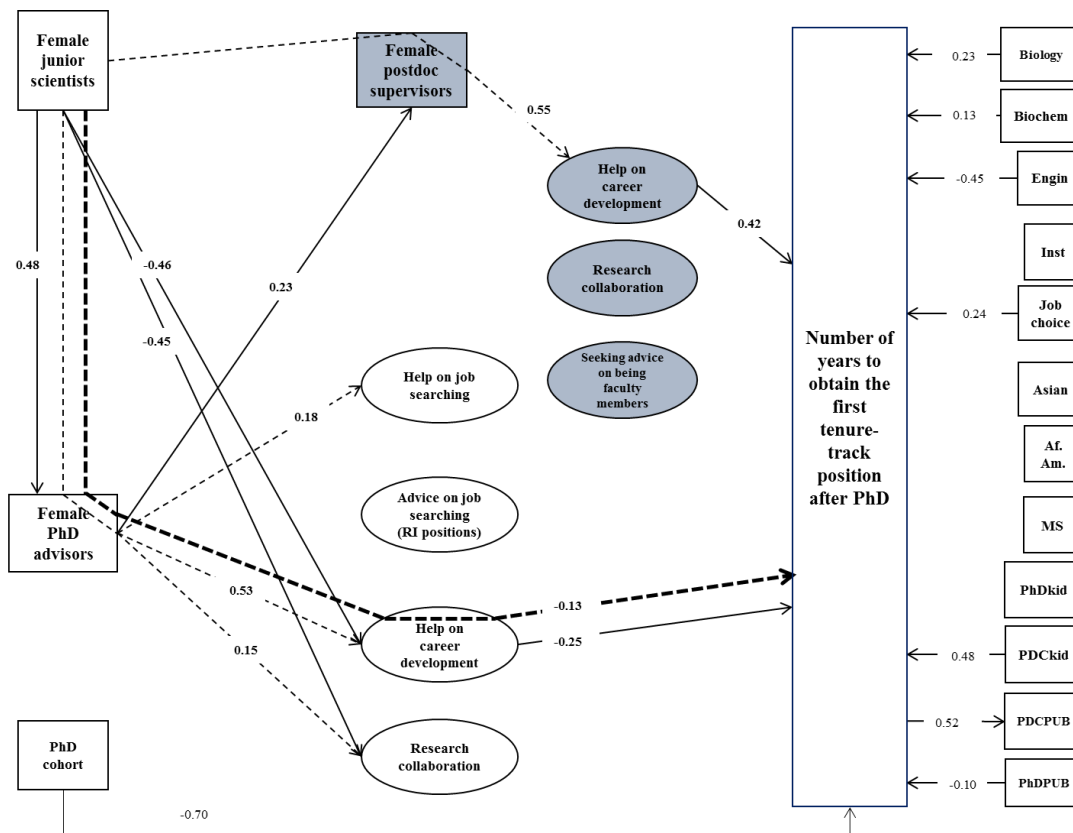 Female
junior
scientists
Female
postdoc
supervisors
0.55
Help on
career
development
0.42
Research
collaboration
Seeking advice
on being
faculty
members
0.48
-0.46
-0.45
0.23
Help on job
searching
0.18
Advice on job
searching
(RI positions)
Female
PhD
advisors
0.53
0.15
Help on
career
development
-0.13
-0.25
Research
collaboration
PhD
cohort
-0.70
Number of
years to
obtain the
first
tenure-
track
position
after PhD
0.23
Biology
0.13
Biochem
-0.45
Engin
Inst
0.24
Job
choice
Asian
Af.
Am.
MS
PhDkid
0.48
PDCkid
0.52
PDCPUB
-0.10
PhDPUB